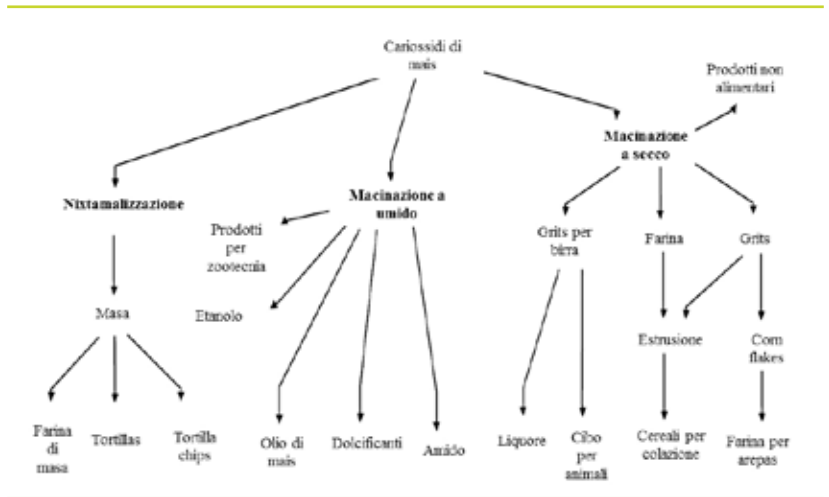 Cariossidi di
mais
Prodotti non
alimentari
Macinazione
a secco
Nixtamalizzazione
Macinazione a
umido
Prodotti
per
zootecnia
Grits per
birra
Farina
Grits
Masa
Etanolo
Estrusione
Corn
flakes
Farina
di
masa
Tortillas
Tortilla
chips
Olio di
mais
Dolcificanti
Amido
Liquore
Cibo
per
animali
Cereali per
colazione
Farina per
arepas